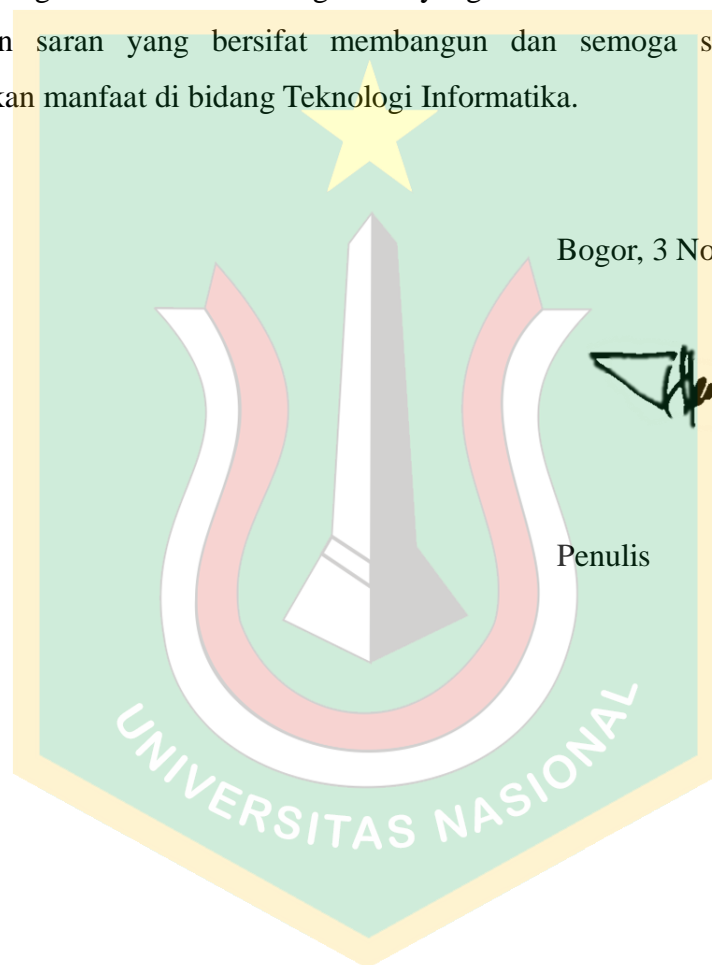 n saran yang bersifat membangun dan semoga s
kan manfaat di bidang Teknologi Informatika.
Bogor, 3 No
Penulis
UNIVERSITAS NASIONAL